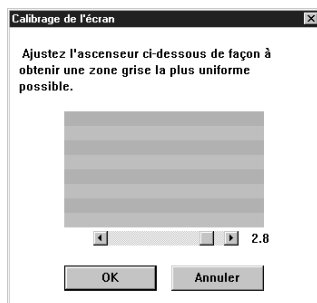 Calibrage de l'écran
Ajustez l'ascenseur ci-dessous de façon à
obtenir une zone grise la plus uniforme
possible.
2.8
OK Annuler